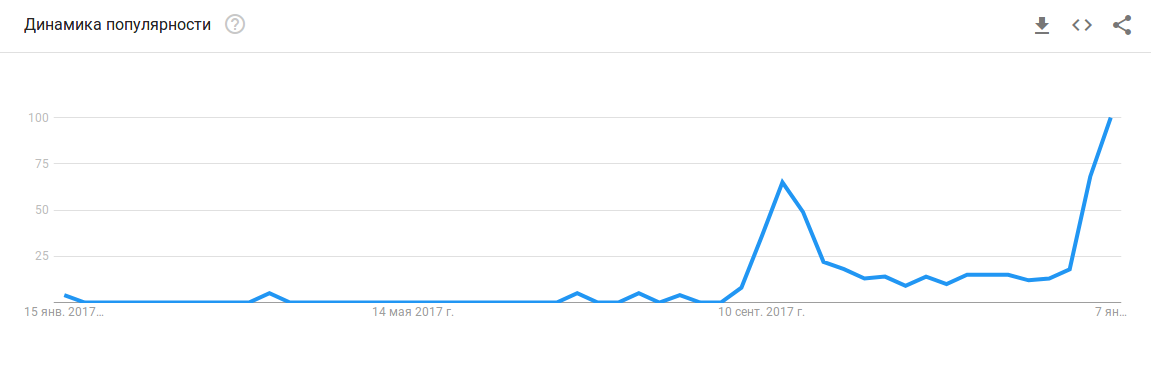 Динамика популярности
100
75
50
25
15 янв. 2017…
14 мая 2017 г.
10 сент. 2017 г.
7 ян…